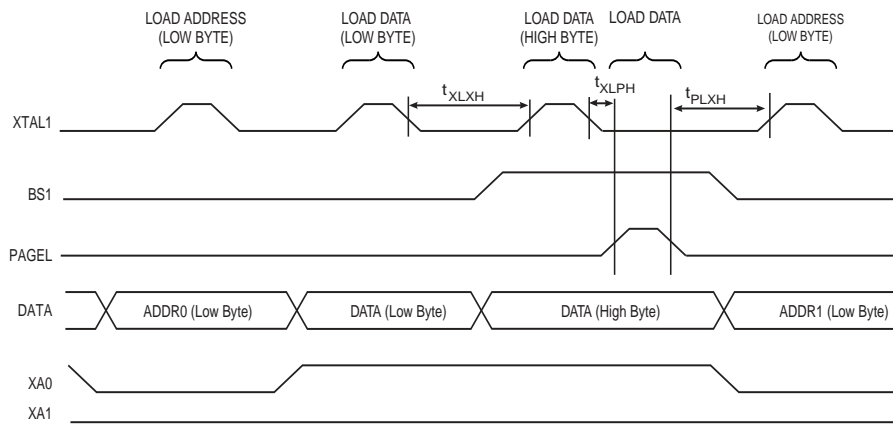 LOAD ADDRESS
(LOW BYTE)
LOAD DATA
(LOW BYTE)
LOAD DATA
(HIGH BYTE)
LOAD DATA
LOAD ADDRESS
(LOW BYTE)
tXLXH
tXLPH
tPLXH
XTAL1
BS1
PAGEL
DATA
ADDR0 (Low Byte)
DATA (Low Byte)
DATA (High Byte)
ADDR1 (Low Byte)
XA0
XA1